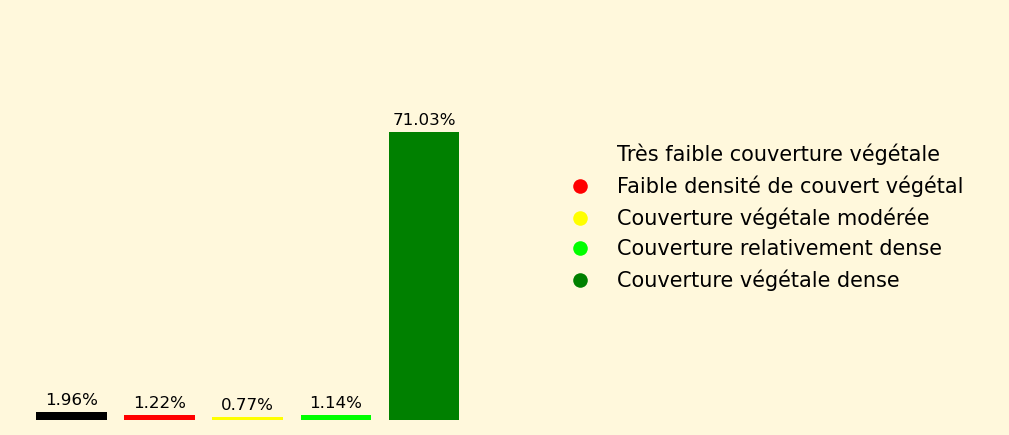 71.03%
1.96%
1.22%
0.77%
1.14%
Très faible couverture végétale
Faible densité de couvert végétal
Couverture végétale modérée
Couverture relativement dense
Couverture végétale dense